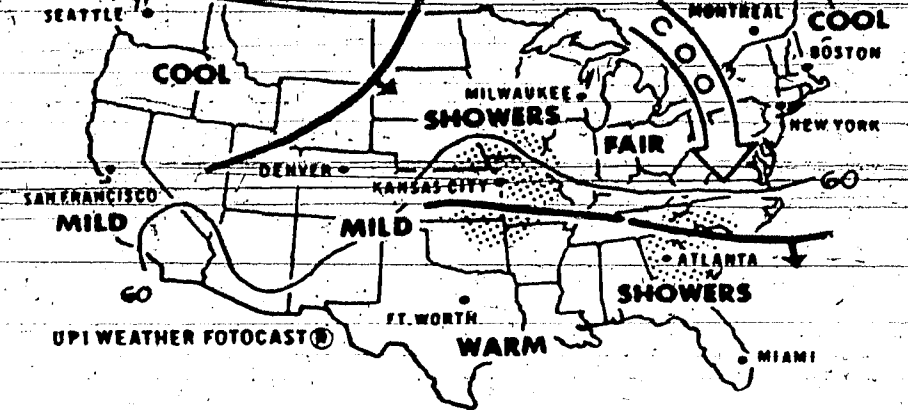 SEATTLE
MONTREAL
COOL
COOL
BOSTON
COOL
MILWAUKEE
SHOWERS
NEW YORK
FAIR
DENVER
KANSAS CITY
60
SAN FRANCISCO
MILD
MILD
ATLANTA
60
SHOWERS
FT. WORTH
UPI WEATHER FOTOCAST ®
WARM
MIAMI